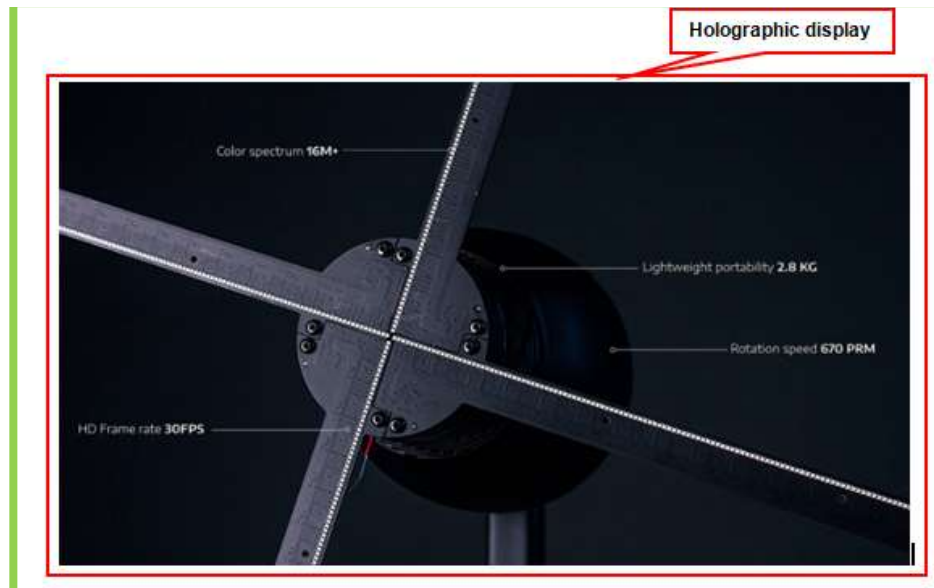 Holographic display
Color spectrum 16M+
Lightweight portability 2.8 KG
Rotation speed 670 PRM
HD Frame rate 30FPS